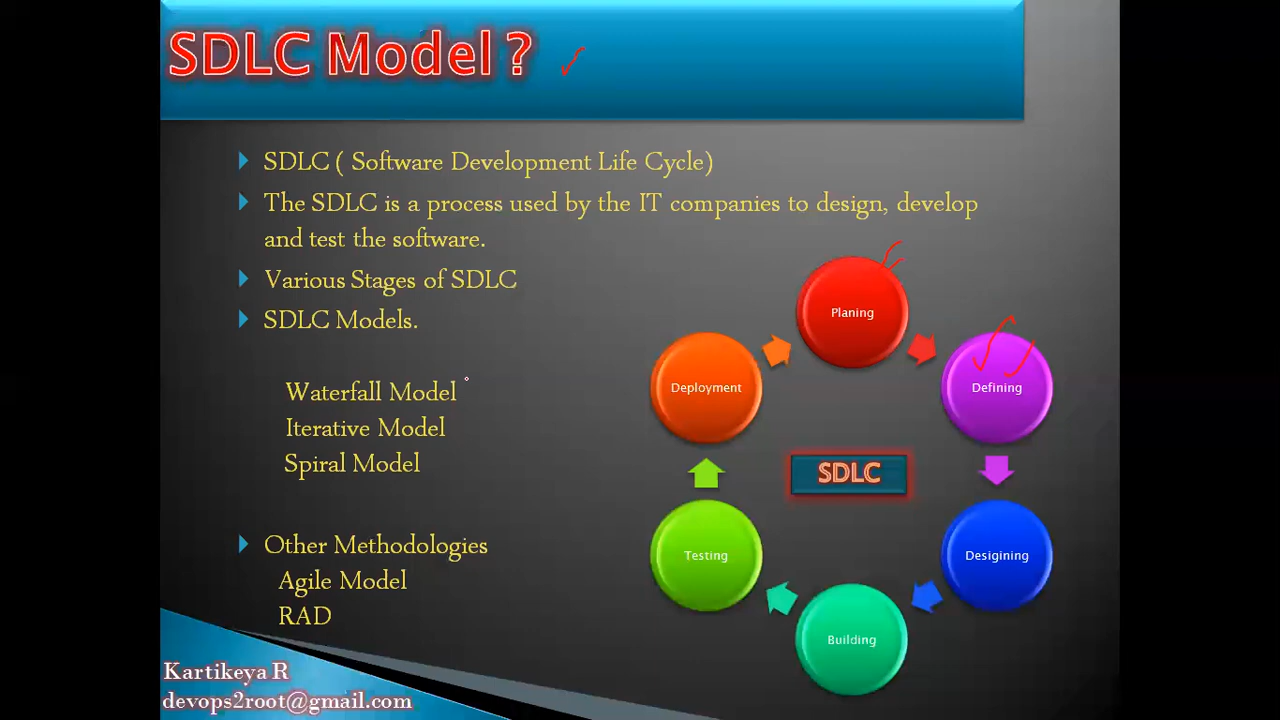 SDLC Model ?
SDLC ( Software Development Life Cycle)
The SDLC is a process used by the IT companies to design, develop
and test the software.
Various Stages of SDLC
SDLC Models.
Waterfall Model
Iterative Model
Spiral Model
Other Methodologies
Agile Model
RAD
Planing
Defining
Desigining
Building
Testing
Deployment
SDLC
Kartikeya R
devops2root@gmail.com